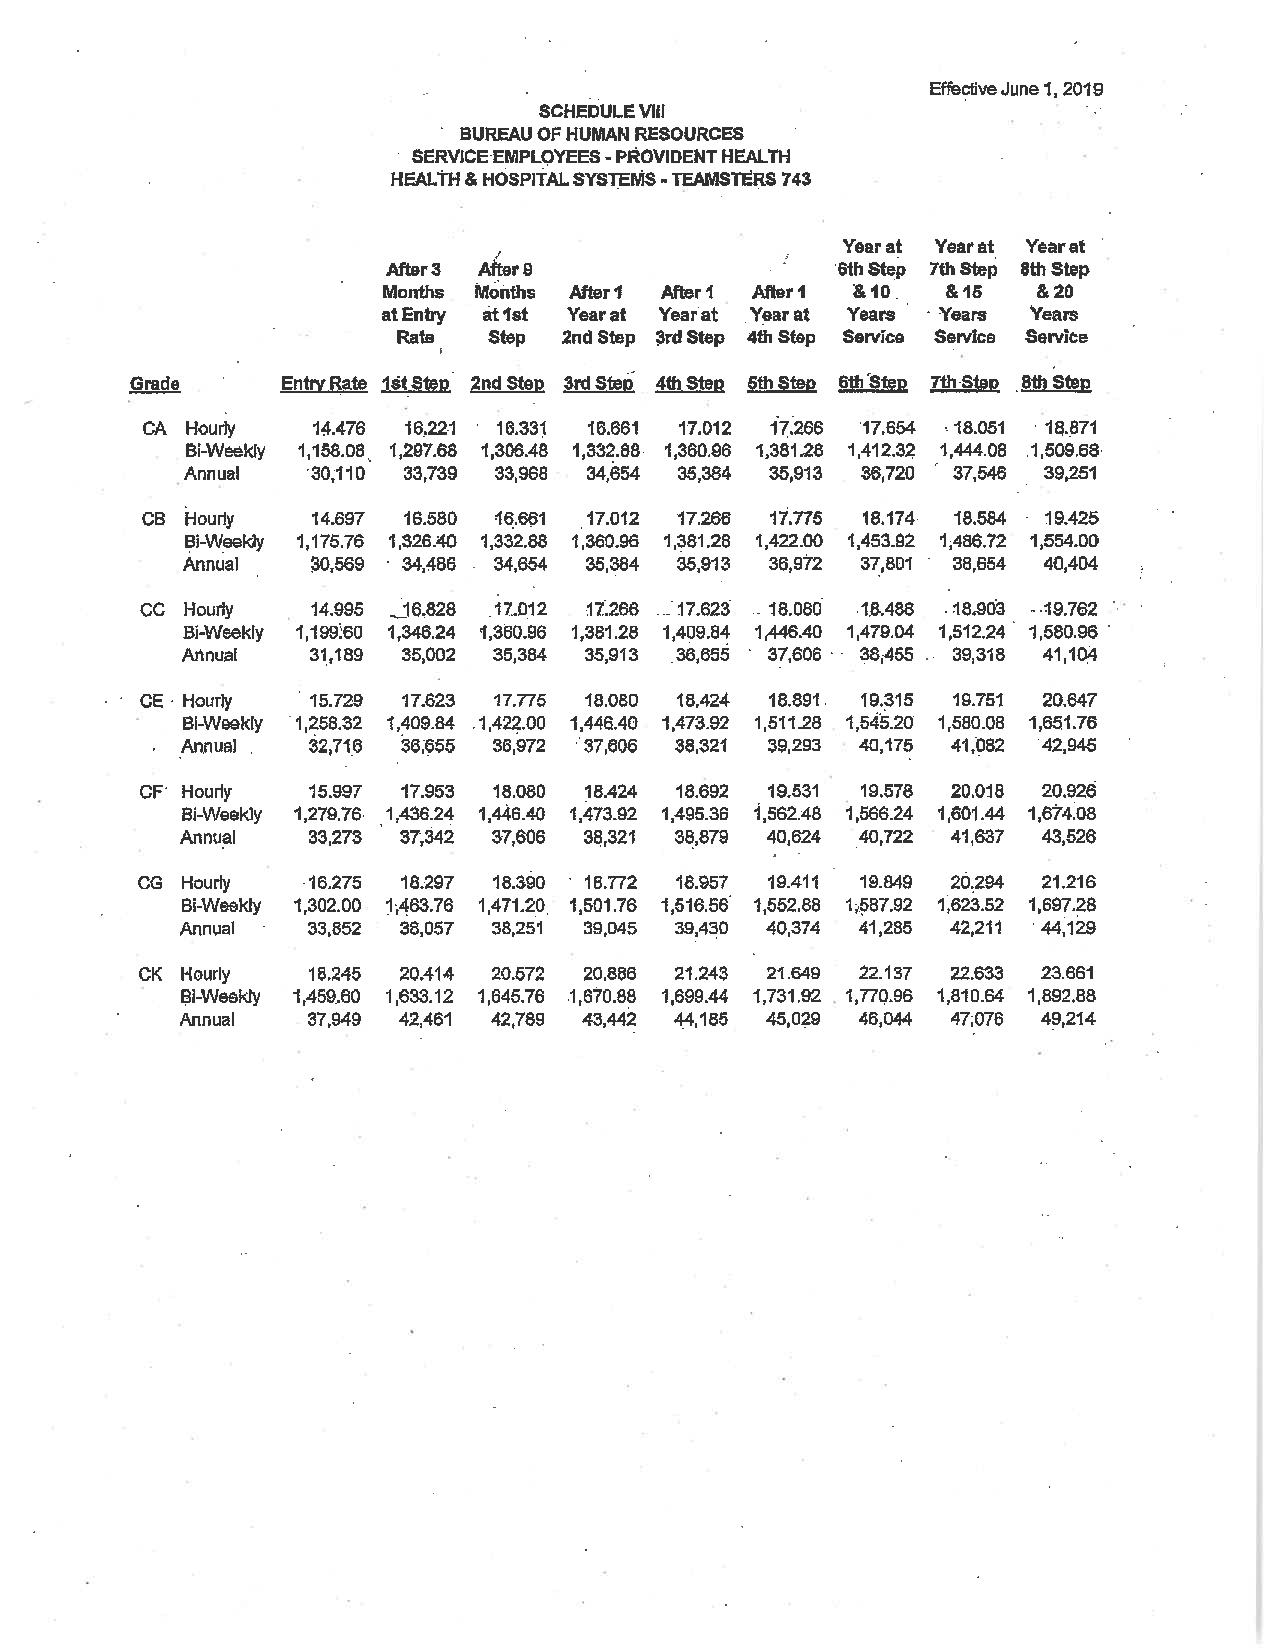 Effective June 1, 2019
SCHEDULE VIII
BUREAU OF HUMAN RESOURCES
SERVICE EMPLOYEES - PROVIDENT HEALTH
HEALTH & HOSPITAL SYSTEMS - TEAMSTERS 743
Year at Year at Year at
After 3 After 9 6th Step 7th Step 8th Step
Months Months After 1 After 1 After 1 & 10 & 15 & 20
at Entry at 1st Year at Year at Year at Years Years Years
Rate Step 2nd Step 3rd Step 4th Step Service Service Service
Grade Entry Rate 1st Step 2nd Step 3rd Step 4th Step 5th Step 6th Step 7th Step 8th Step
CA Hourly 14.476 16.221 16.331 16.661 17.012 17.266 17.654 18.051 18.871
Bi-Weekly 1,158.08 1,297.68 1,306.48 1,332.88 1,360.96 1,381.28 1,412.32 1,444.08 1,509.68
Annual 30,110 33,739 33,968 34,654 35,384 35,913 36,720 37,546 39,251
CB Hourly 14.697 16.580 16.661 17.012 17.266 17.775 18.174 18.584 19.425
Bi-Weekly 1,175.76 1,326.40 1,332.88 1,360.96 1,381.28 1,422.00 1,453.92 1,486.72 1,554.00
Annual 30,569 34,486 34,654 35,384 35,913 36,972 37,801 38,654 40,404
CC Hourly 14.995 16.828 17.012 17.266 17.623 18.080 18.488 18.903 19.762
Bi-Weekly 1,199.60 1,346.24 1,360.96 1,381.28 1,409.84 1,446.40 1,479.04 1,512.24 1,580.96
Annual 31,189 35,002 35,384 35,913 36,655 37,606 38,455 39,318 41,104
CE Hourly 15.729 17.623 17.775 18.080 18.424 18.891 19.315 19.751 20.647
Bi-Weekly 1,258.32 1,409.84 1,422.00 1,446.40 1,473.92 1,511.28 1,545.20 1,580.08 1,651.76
Annual 32,716 36,655 36,972 37,606 38,321 39,293 40,175 41,082 42,945
CF Hourly 15.997 17.953 18.080 18.424 18.692 19.531 19.578 20.018 20.926
Bi-Weekly 1,279.76 1,436.24 1,446.40 1,473.92 1,495.36 1,562.48 1,566.24 1,601.44 1,674.08
Annual 33,273 37,342 37,606 38,321 38,879 40,624 40,722 41,637 43,526
CG Hourly 16.275 18.297 18.390 18.772 18.957 19.411 19.849 20.294 21.216
Bi-Weekly 1,302.00 1,463.76 1,471.20 1,501.76 1,516.56 1,552.88 1,587.92 1,623.52 1,697.28
Annual 33,852 38,057 38,251 39,045 39,430 40,374 41,285 42,211 44,129
CK Hourly 18.245 20.414 20.572 20.886 21.243 21.649 22.137 22.633 23.661
Bi-Weekly 1,459.60 1,633.12 1,645.76 1,670.88 1,699.44 1,731.92 1,770.96 1,810.64 1,892.88
Annual 37,949 42,461 42,789 43,442 44,185 45,029 46,044 47,076 49,214